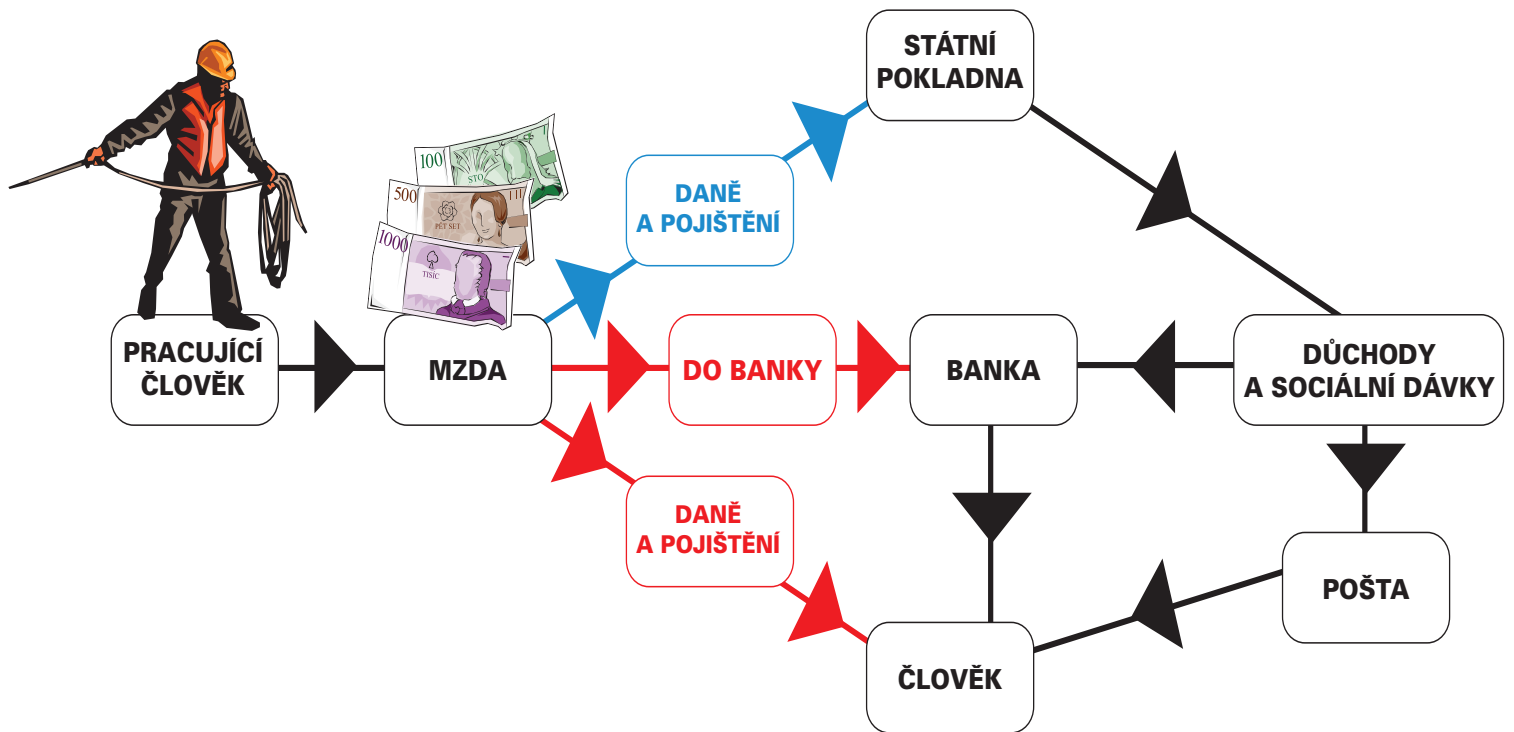 STÁTNÍ
POKLADNA
100
STO
500
PĚT SET
1000
TISÍC
DANĚ
A POJIŠTĚNÍ
PRACUJÍCÍ
ČLOVĚK
MZDA
DO BANKY
BANKA
DŮCHODY
A SOCIÁLNÍ DÁVKY
DANĚ
A POJIŠTĚNÍ
POŠTA
ČLOVĚK